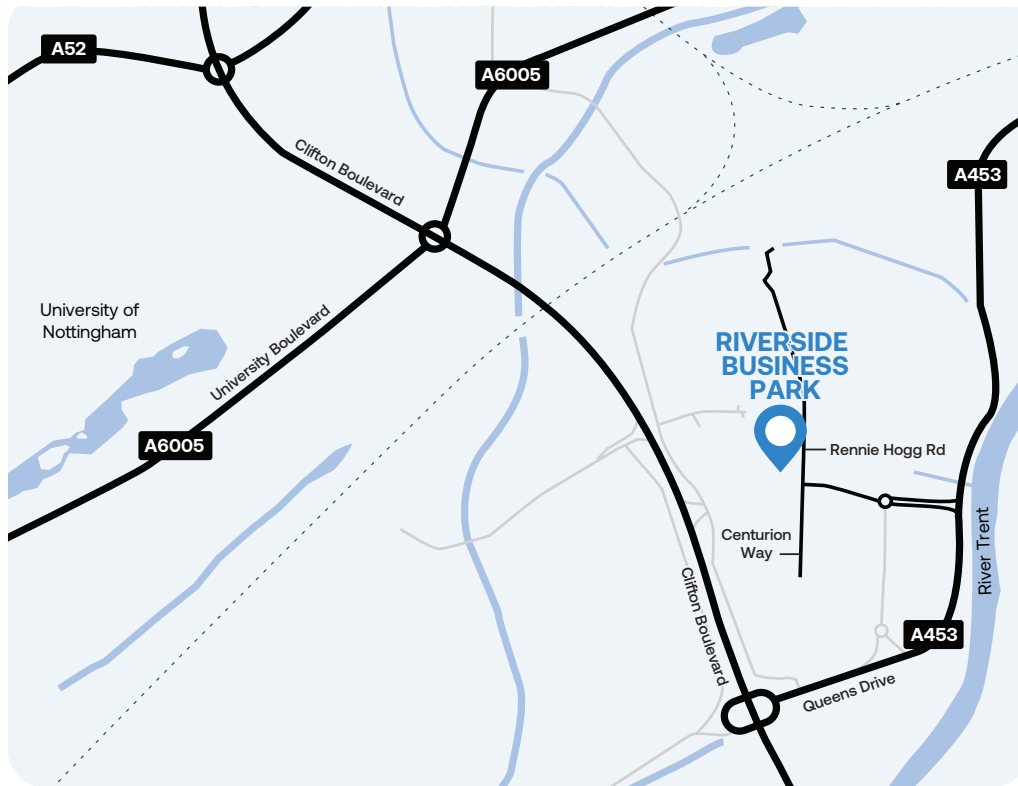 A52
A6005
Clifton Boulevard
A453
University of
Nottingham
University Boulevard
RIVERSIDE
BUSINESS
PARK
A6005
Rennie Hogg Rd
Centurion
Way
River Trent
Clifton Boulevard
A453
Queens Drive